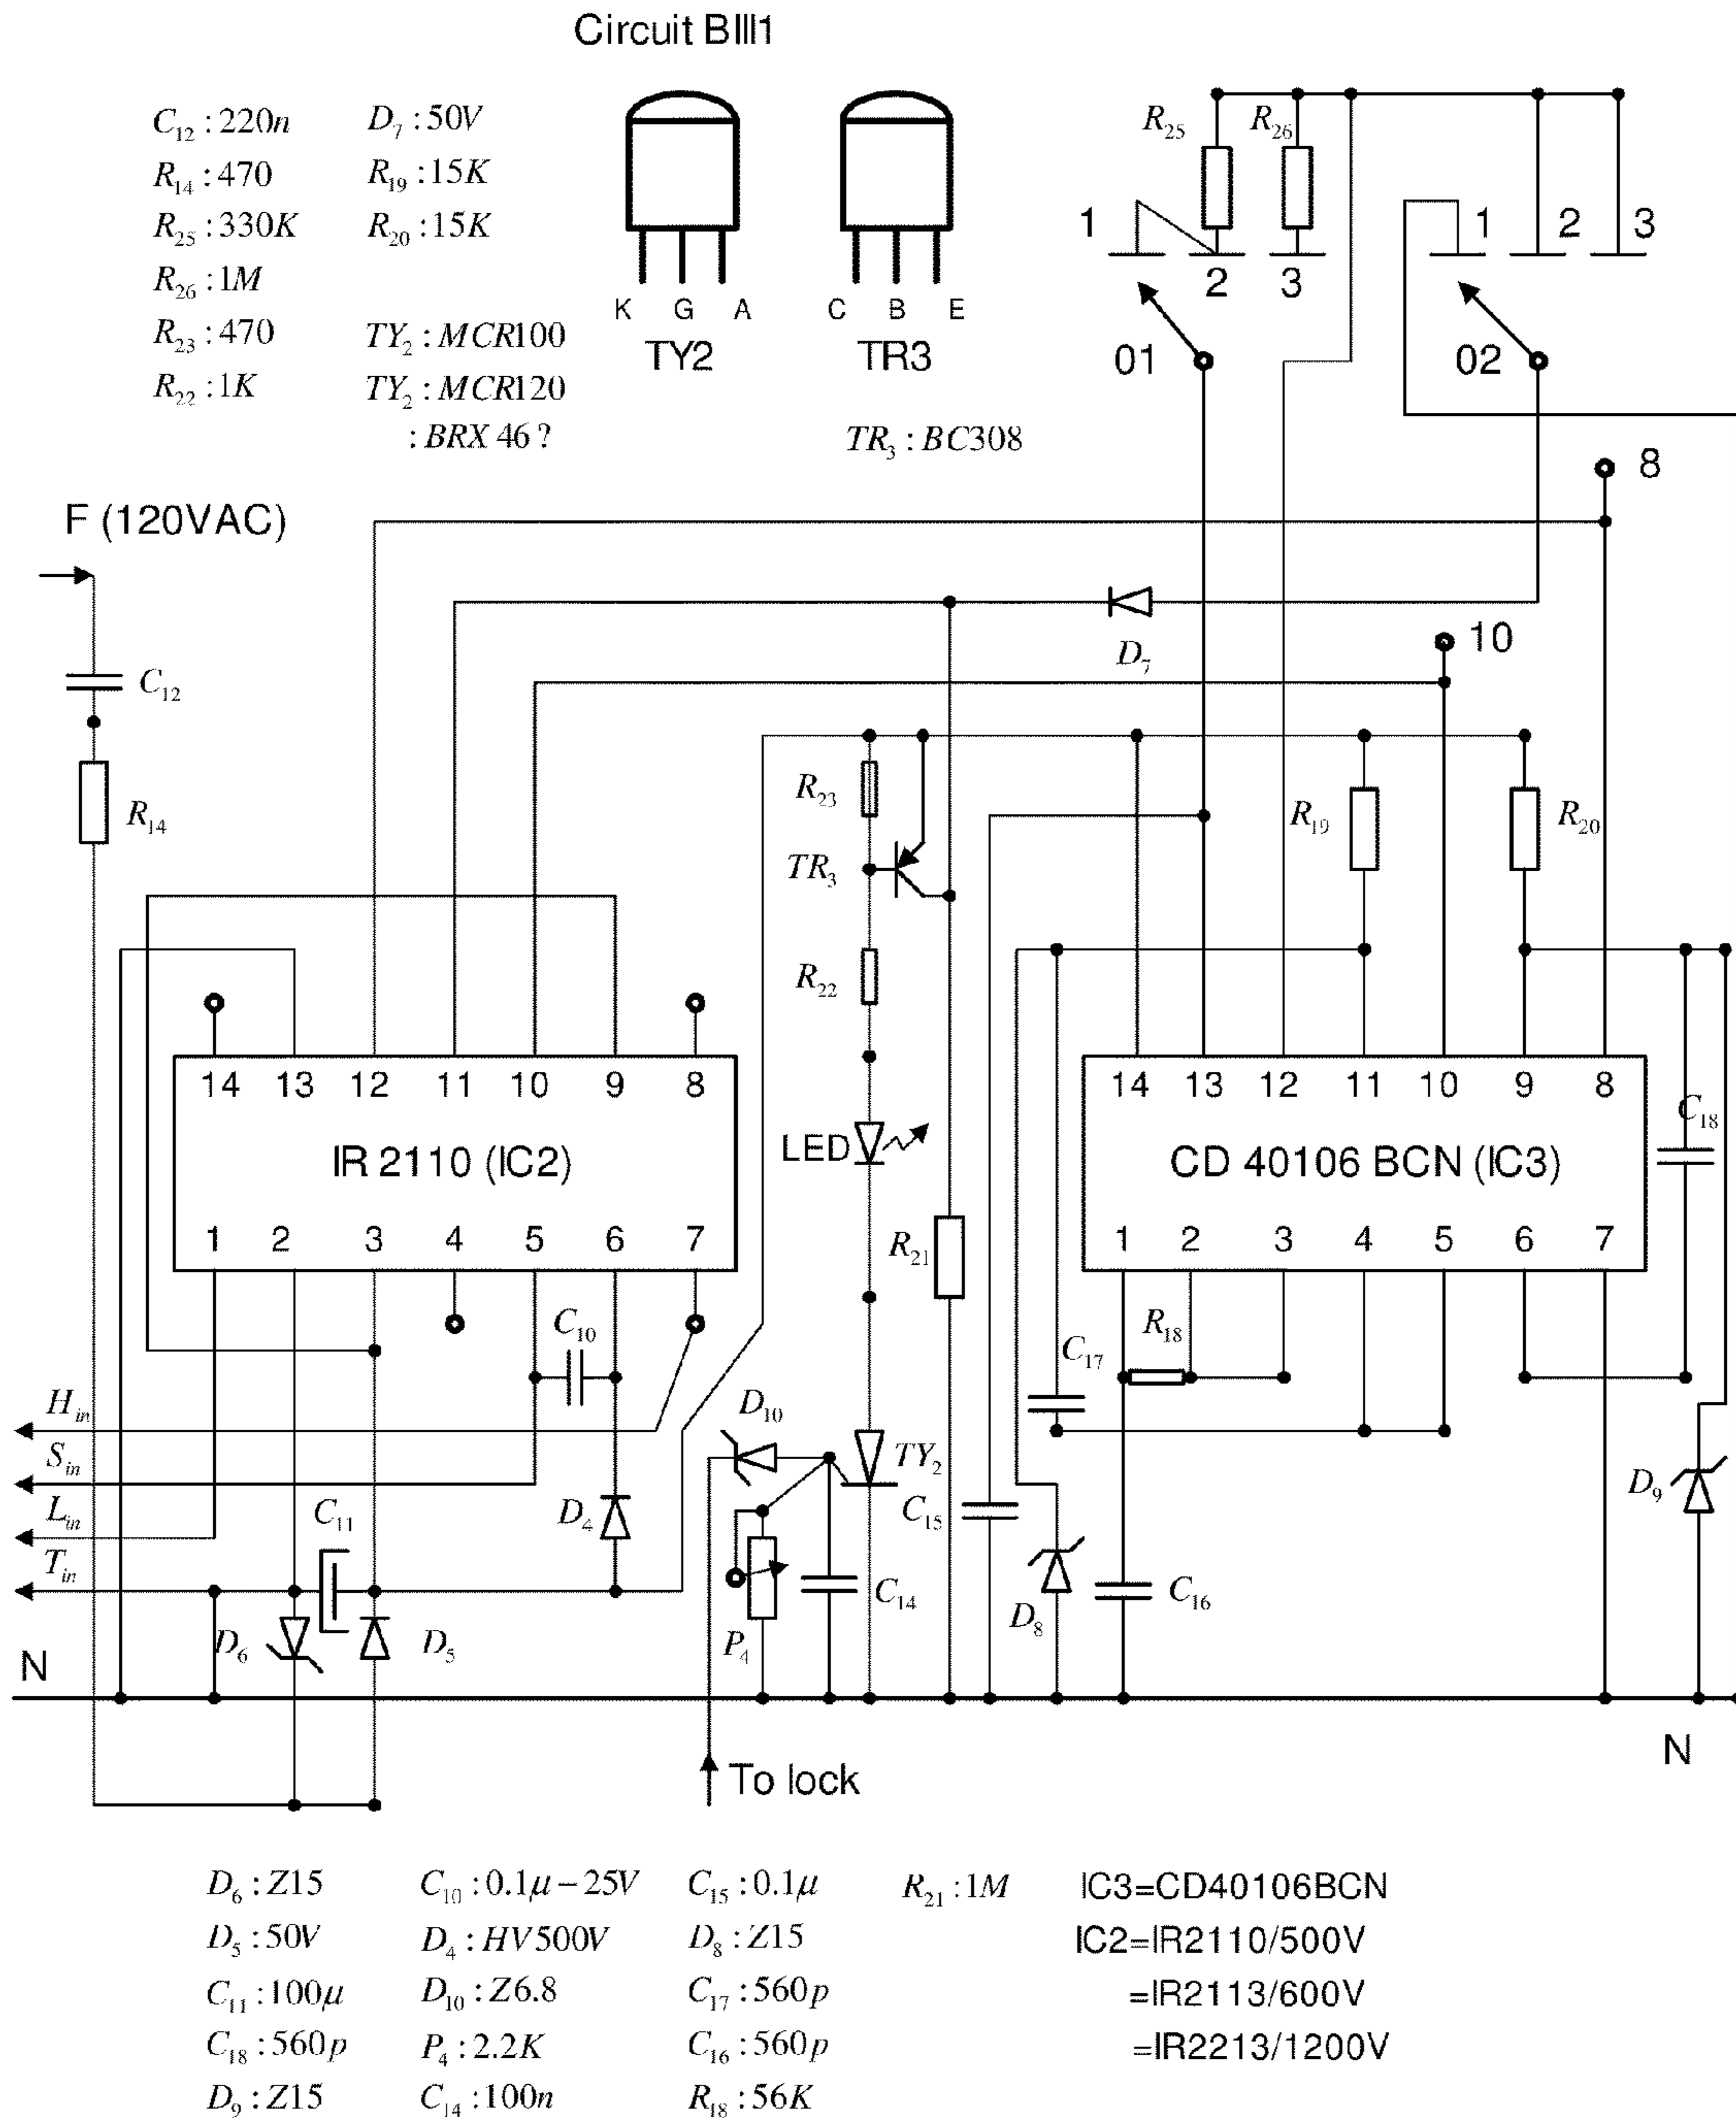 Circuit BIII1
C₁₂ : 220n
D₇ : 50V
R₁₄ : 470
R₁₉ : 15K
R₂₅ : 330K
R₂₀ : 15K
R₂₆ : 1M
R₂₃ : 470
TY₂ : MCR100
R₂₂ : 1K
TY₂ : MCR120
: BRX 46 ?
K G A
TY2
C B E
TR3
TR₃ : BC308
R₂₅
R₂₆
1
2
3
01
1
2
3
02
8
F (120VAC)
D₇
10
C₁₂
R₁₄
R₂₃
TR₃
R₂₂
R₁₉
R₂₀
14 13 12 11 10 9 8
IR 2110 (IC2)
1 2 3 4 5 6 7
LED
R₂₁
14 13 12 11 10 9 8
CD 40106 BCN (IC3)
1 2 3 4 5 6 7
C₁₈
C₁₀
R₁₈
C₁₇
H in
S in
L in
T in
D₁₀
TY₂
C₁₁
D₄
C₁₅
D₉
D₆
D₅
P₄
C₁₄
D₈
C₁₆
N
N
To lock
D₆ : Z15
C₁₀ : 0.1µ – 25V
C₁₅ : 0.1µ
R₂₁ : 1M
IC3=CD40106BCN
D₅ : 50V
D₄ : HV500V
D₈ : Z15
IC2=IR2110/500V
C₁₁ : 100µ
D₁₀ : Z6.8
C₁₇ : 560p
=IR2113/600V
C₁₈ : 560p
P₄ : 2.2K
C₁₆ : 560p
=IR2213/1200V
D₉ : Z15
C₁₄ : 100n
R₁₈ : 56K